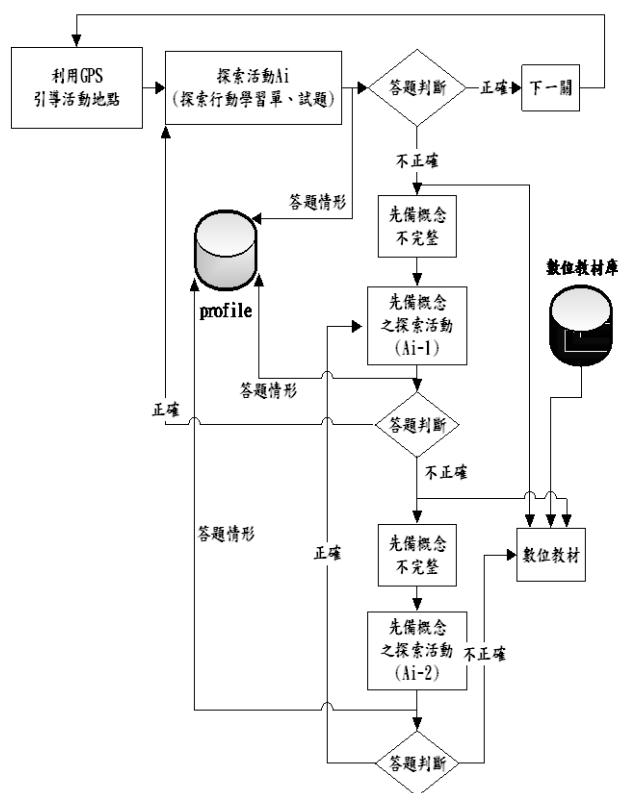 利用GPS
引導活動地點
探索活動Ai
(探索行動學習單、試題)
答題判斷
正確
下一關
不正確
答題情形
先備概念
不完整
profile
數位教材庫
先備概念
之探索活動
(Ai-1)
答題情形
正確
答題判斷
不正確
答題情形
正確
先備概念
不完整
數位教材
先備概念
之探索活動
(Ai-2)
不正確
答題判斷